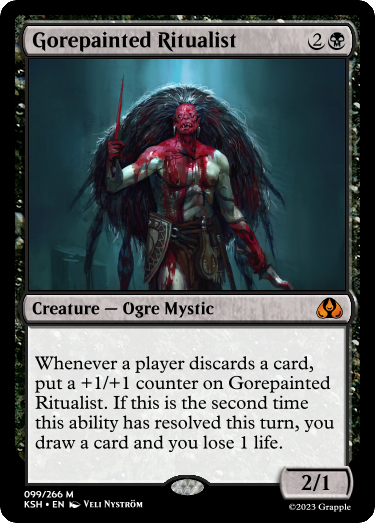 Gorepainted Ritualist 2
Creature — Ogre Mystic
Whenever a player discards a card,
put a +1/+1 counter on Gorepainted
Ritualist. If this is the second time
this ability has resolved this turn, you
draw a card and you lose 1 life.
2/1
099/266 M
KSH • EN VELI NYSTRÖM
©2023 Grapple